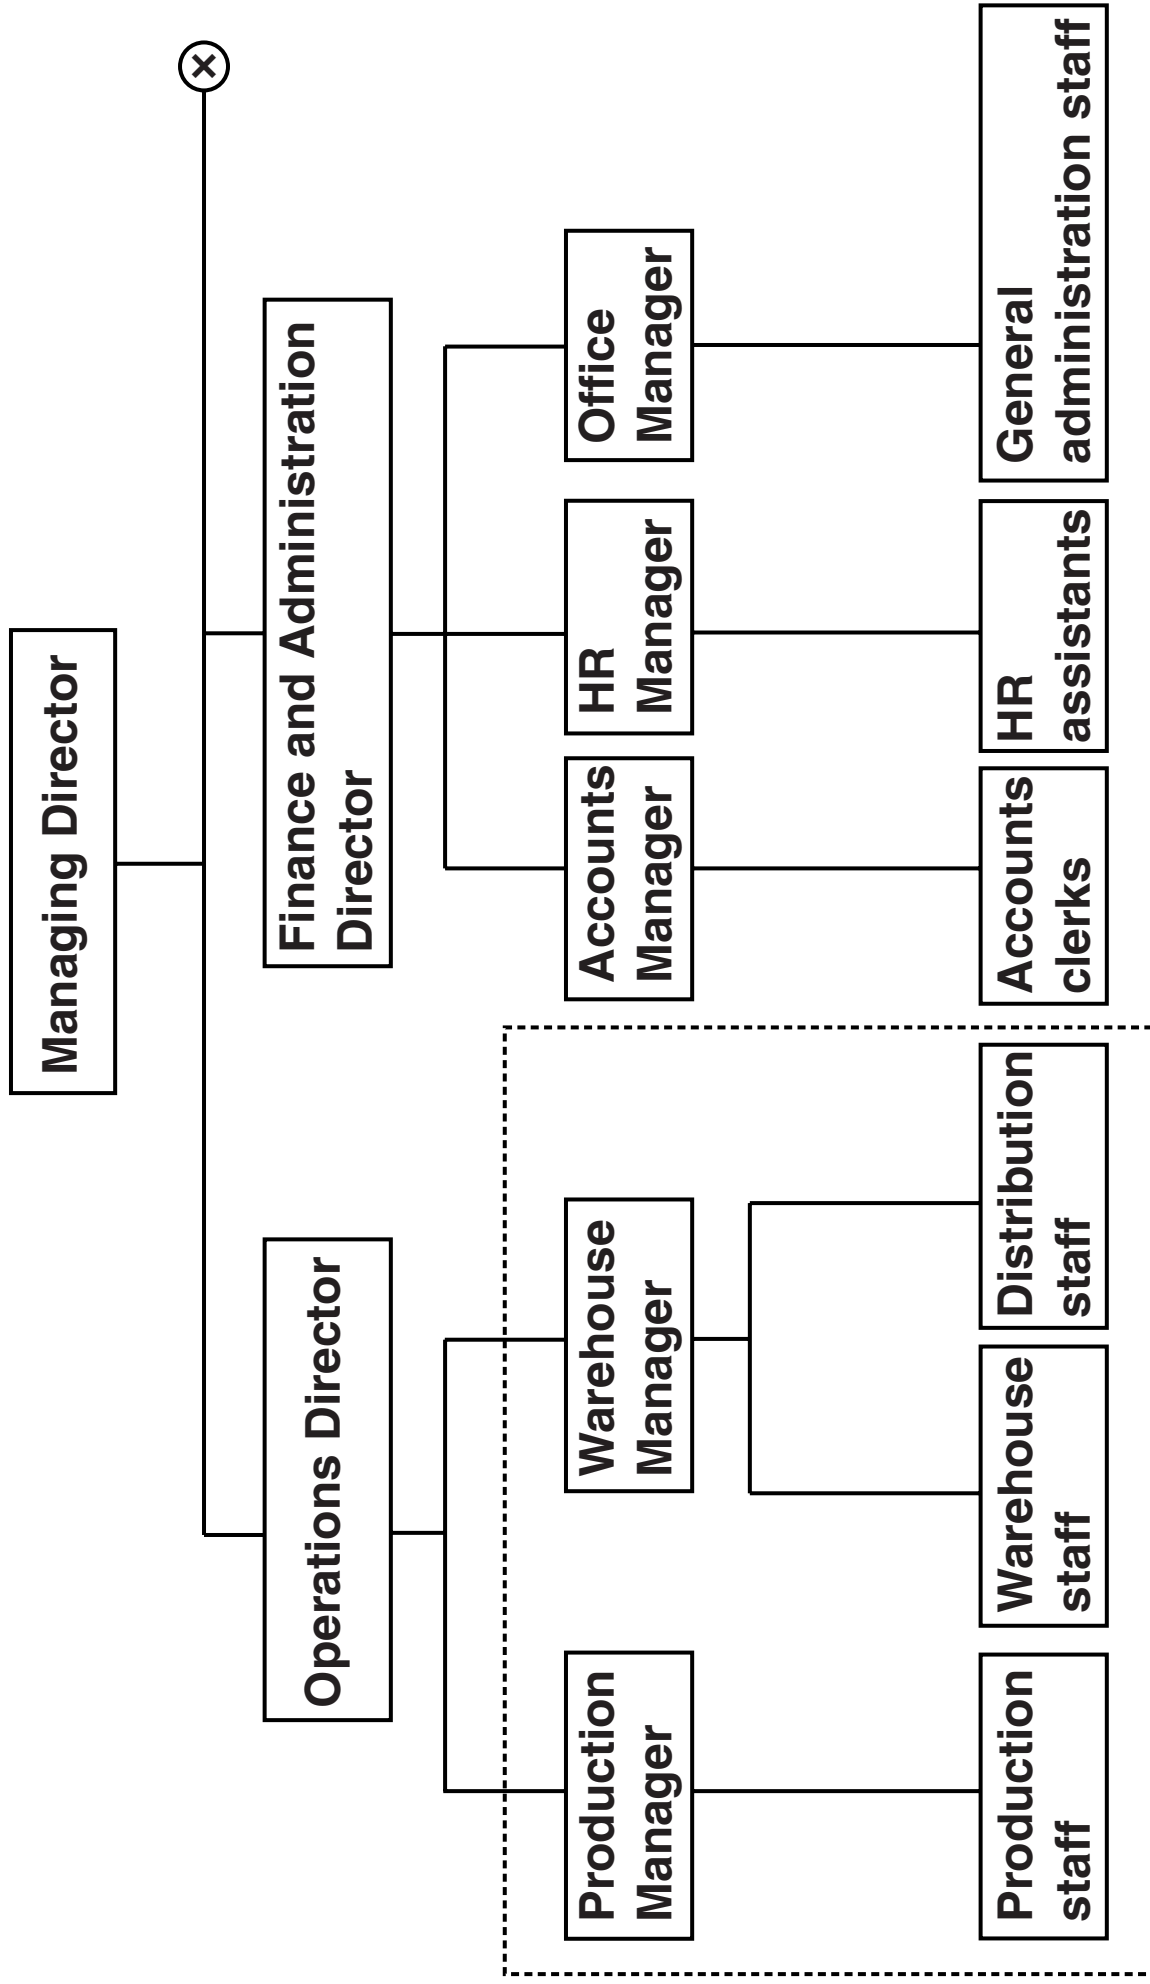 Managing Director
×
Operations Director
Finance and Administration
Director
Production
Manager
Warehouse
Manager
Accounts
Manager
HR
Manager
Office
Manager
Production
staff
Warehouse
staff
Distribution
staff
Accounts
clerks
HR
assistants
General
administration staff